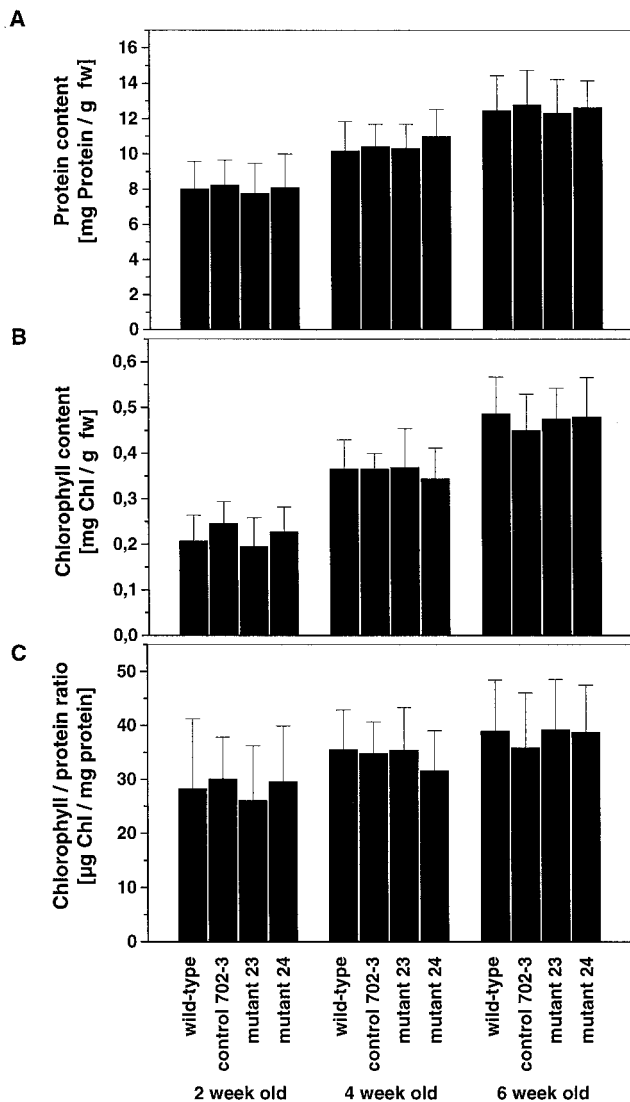 A
Protein content
[mg Protein / g fw]
16
14
12
10
8
6
4
2
0
B
Chlorophyll content
[mg Chl / g fw]
0,6
0,5
0,4
0,3
0,2
0,1
0,0
C
Chlorophyll / protein ratio
[µg Chl / mg protein]
50
40
30
20
10
0
wild-type
control 702-3
mutant 23
mutant 24
wild-type
control 702-3
mutant 23
mutant 24
wild-type
control 702-3
mutant 23
mutant 24
2 week old
4 week old
6 week old